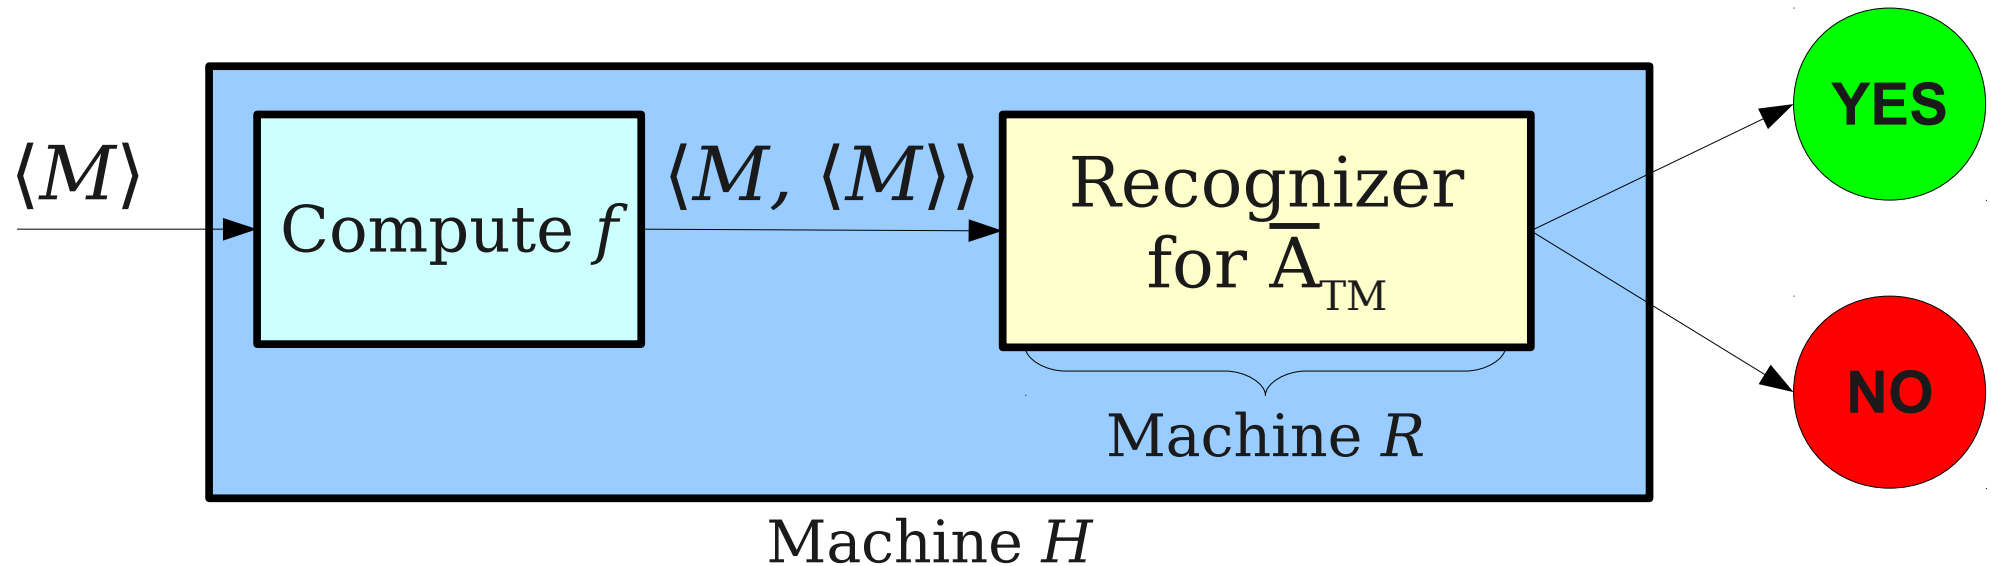 ⟨M⟩
Compute f
⟨M, ⟨M⟩⟩
Recognizer
for A̅TM
Machine R
YES
NO
Machine H